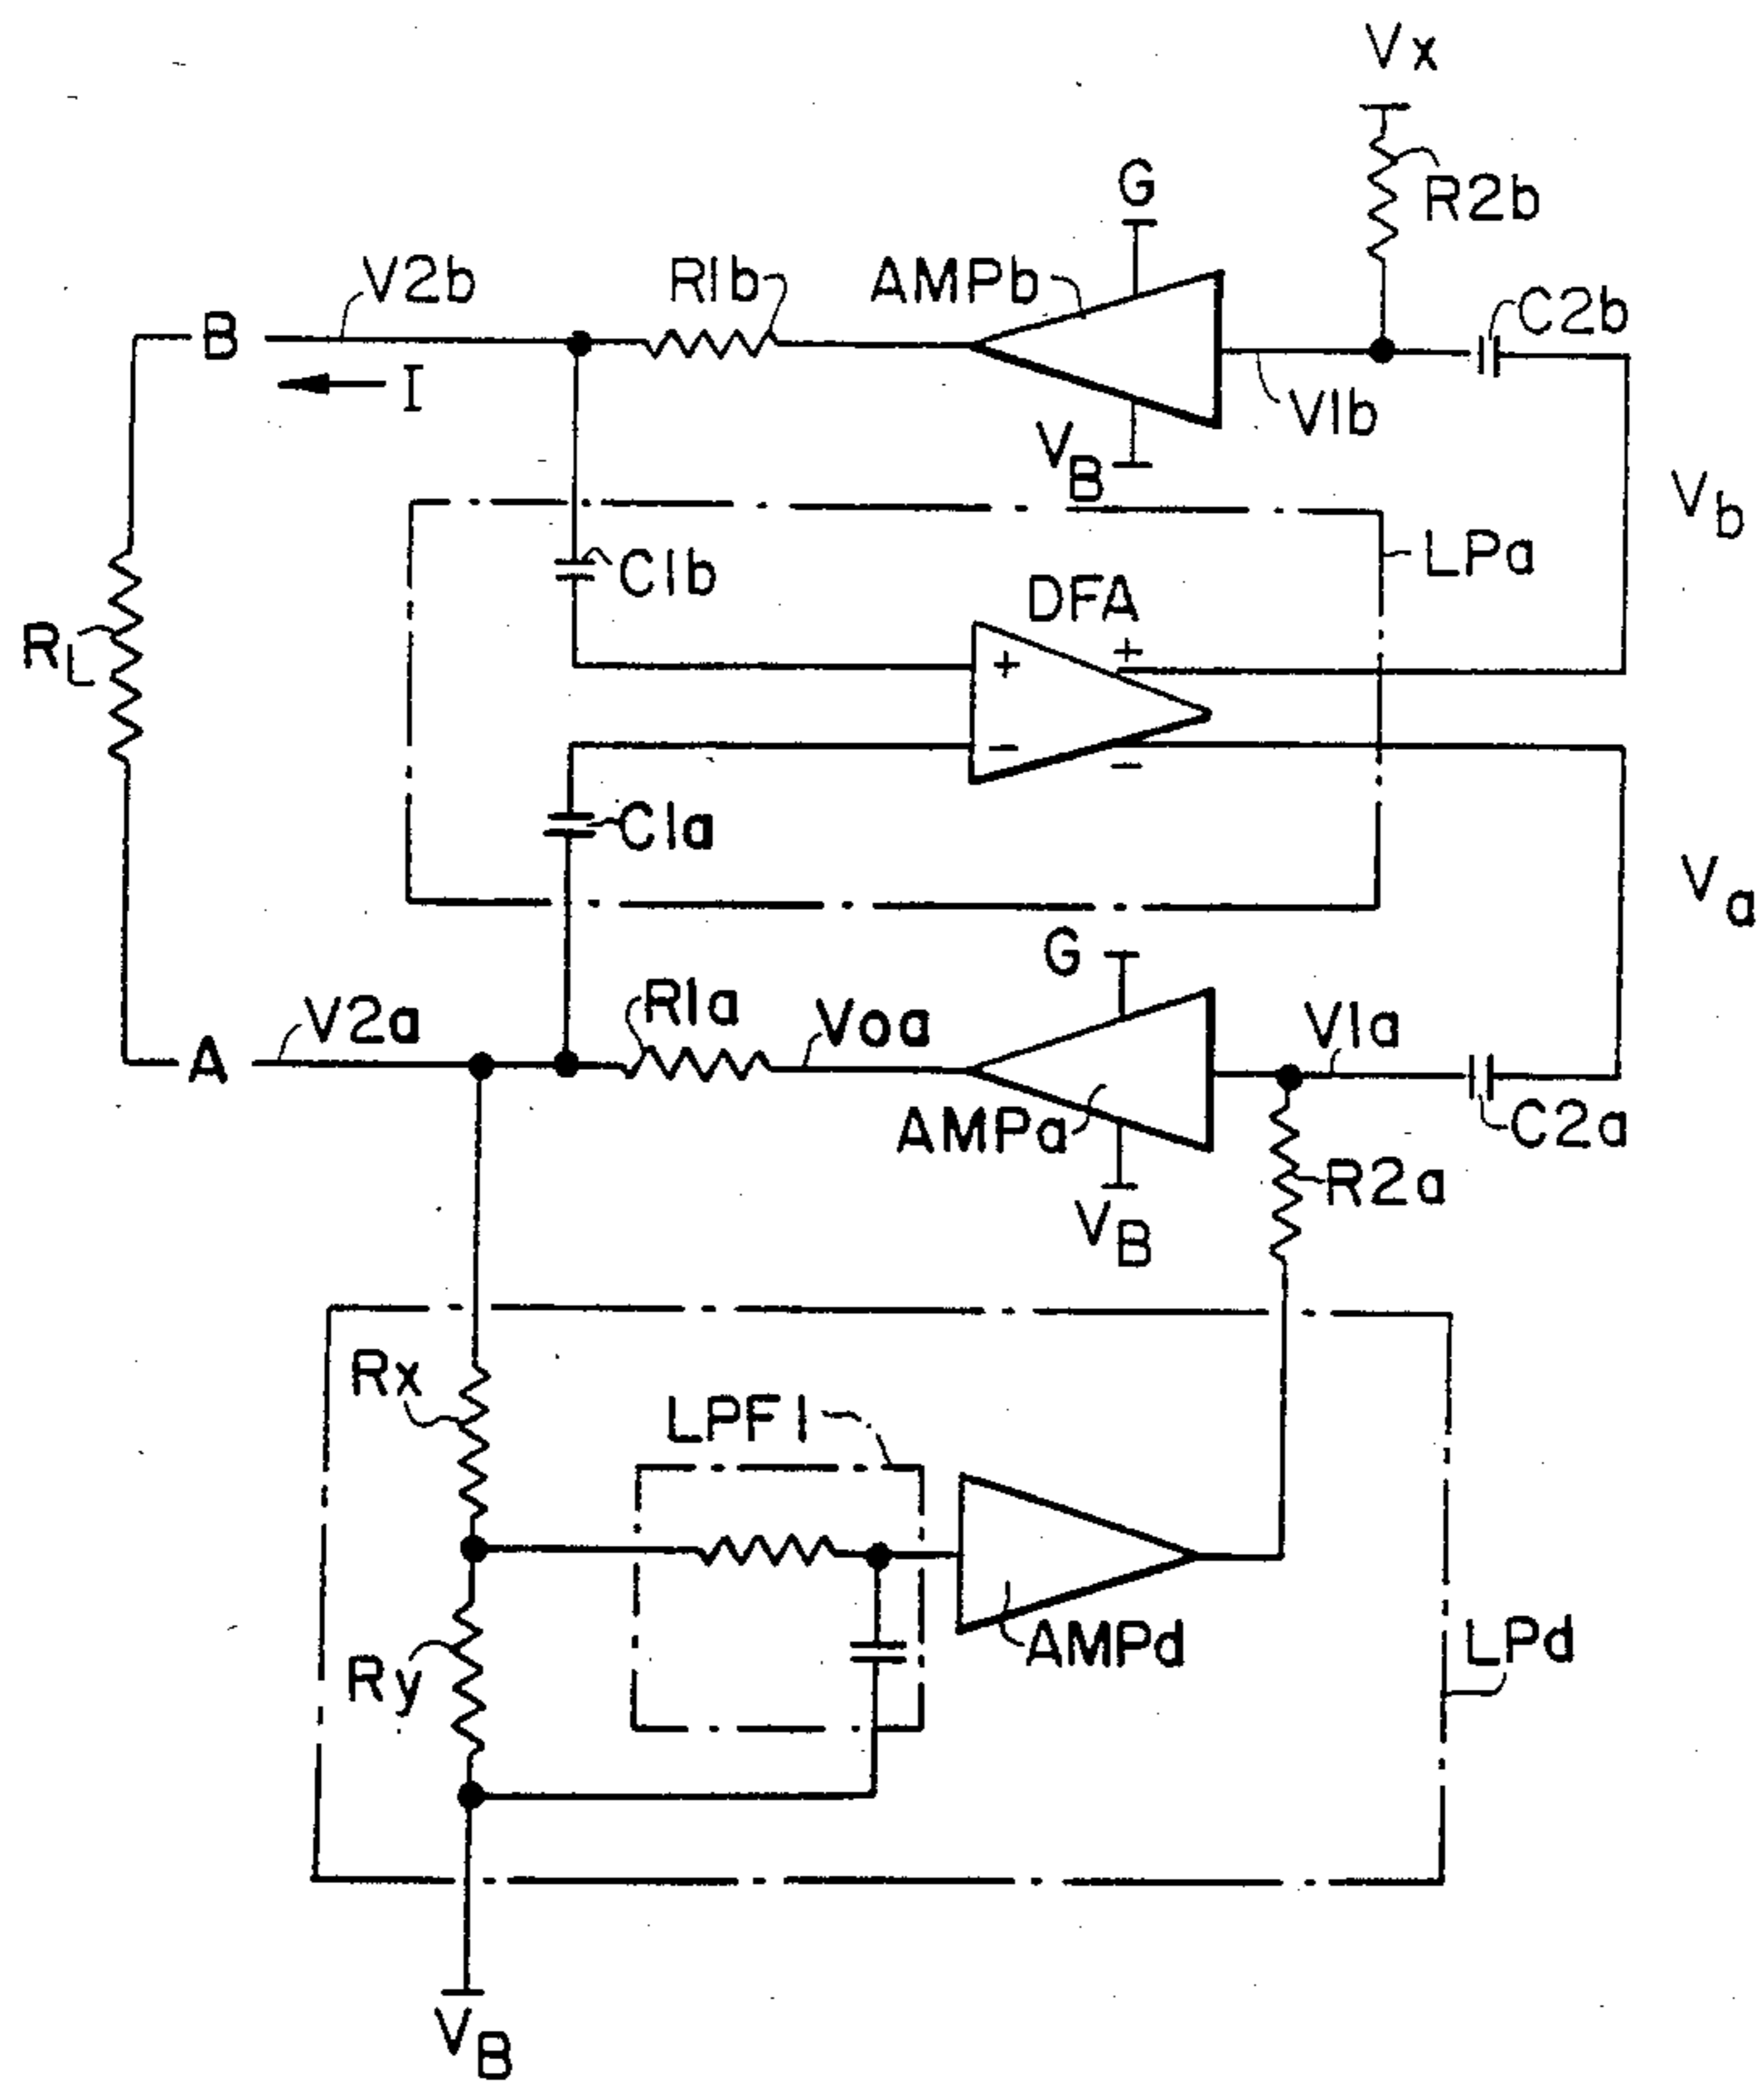 Vx
R2b
G
V2b
R1b
AMPb
C2b
B
I
V1b
VB
Vb
C1b
LPa
DFA
RL
+
+
−
−
C1a
Va
G
V2a
R1a
Voa
V1a
A
AMPa
C2a
R2a
VB
Rx
LPF1
Ry
AMPd
LPd
VB